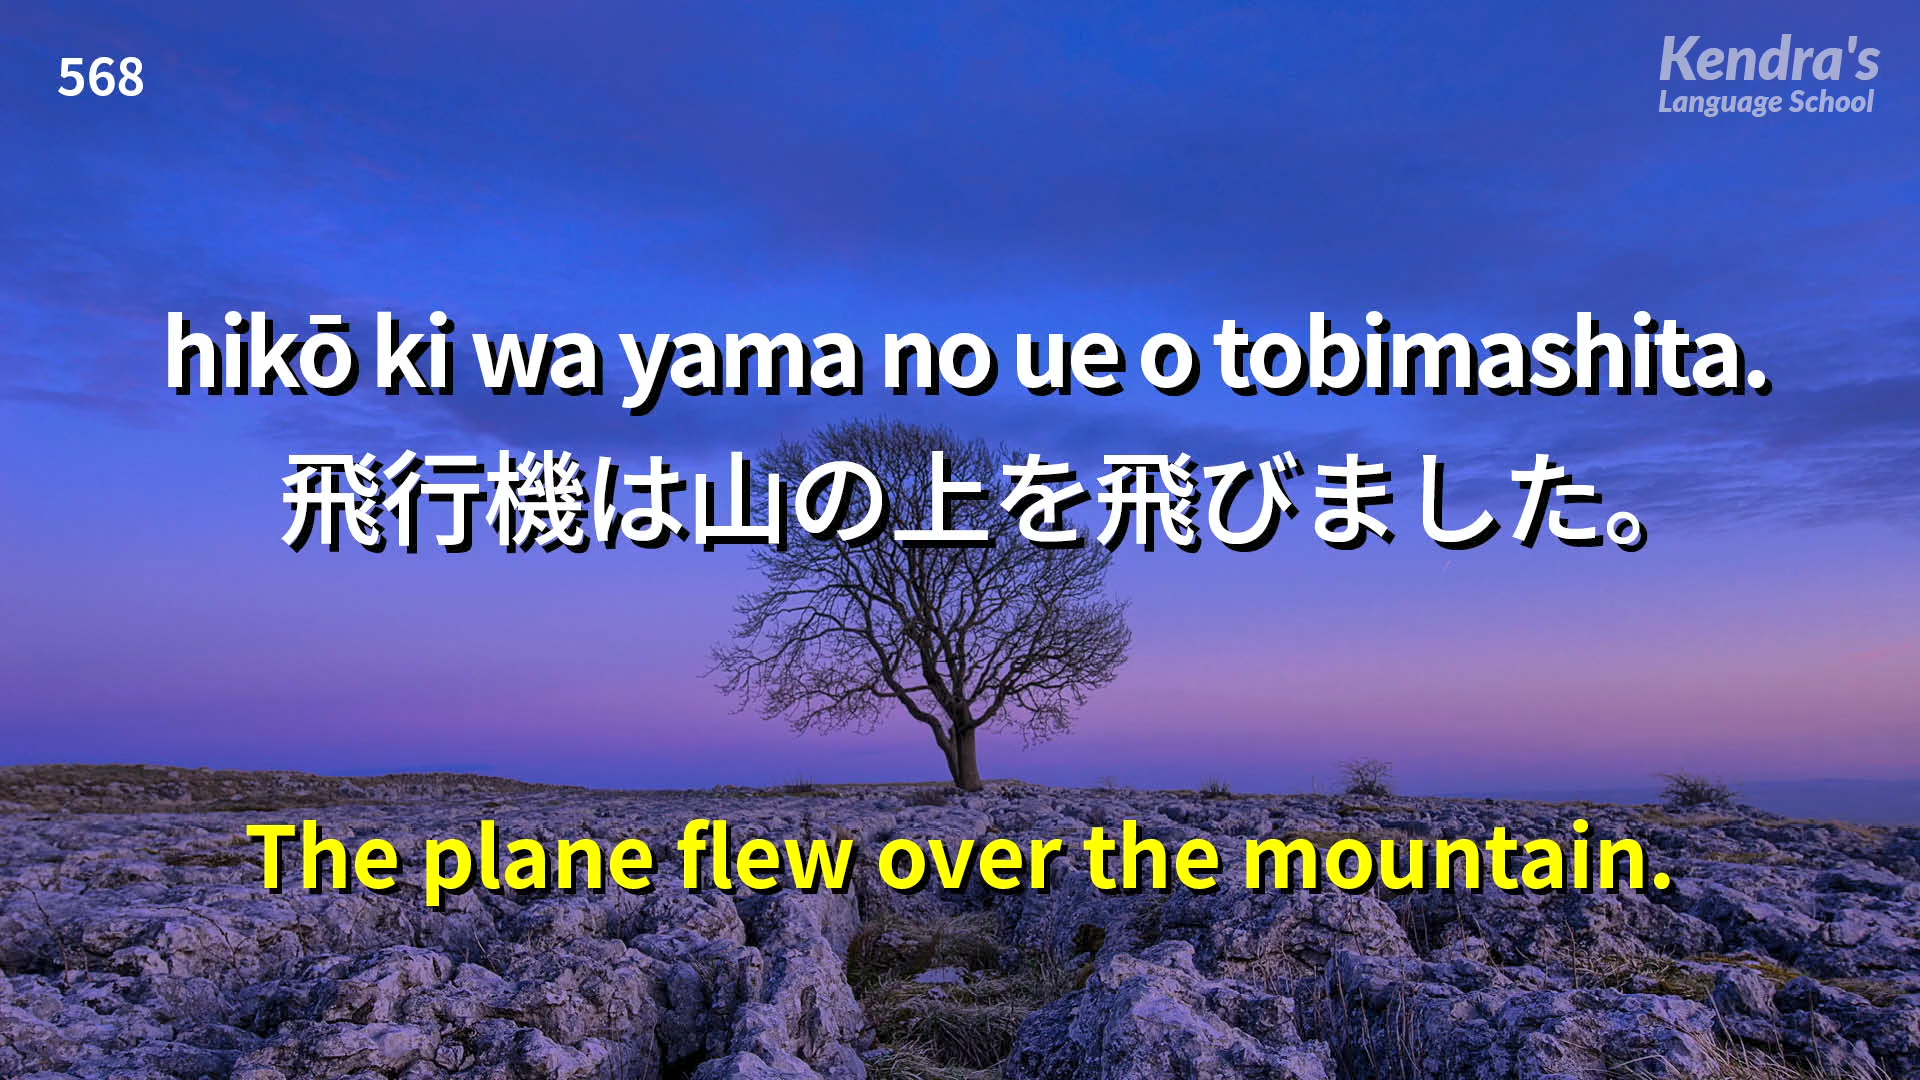 568
Kendra's
Language School
hikō ki wa yama no ue o tobimashita.
飛行機は山の上を飛びました。
The plane flew over the mountain.